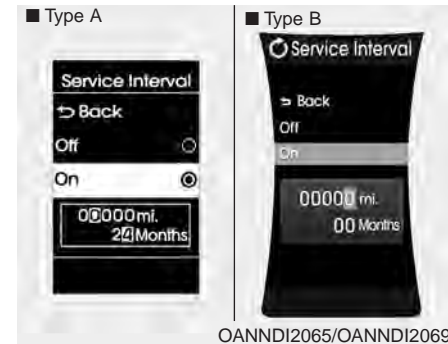 ■ Type A
Service Interval
Back
Off
On
00000mi.
24Months
■ Type B
Service Interval
Back
Off
On
00000 mi.
00 Months
OANNDI2065/OANNDI2069